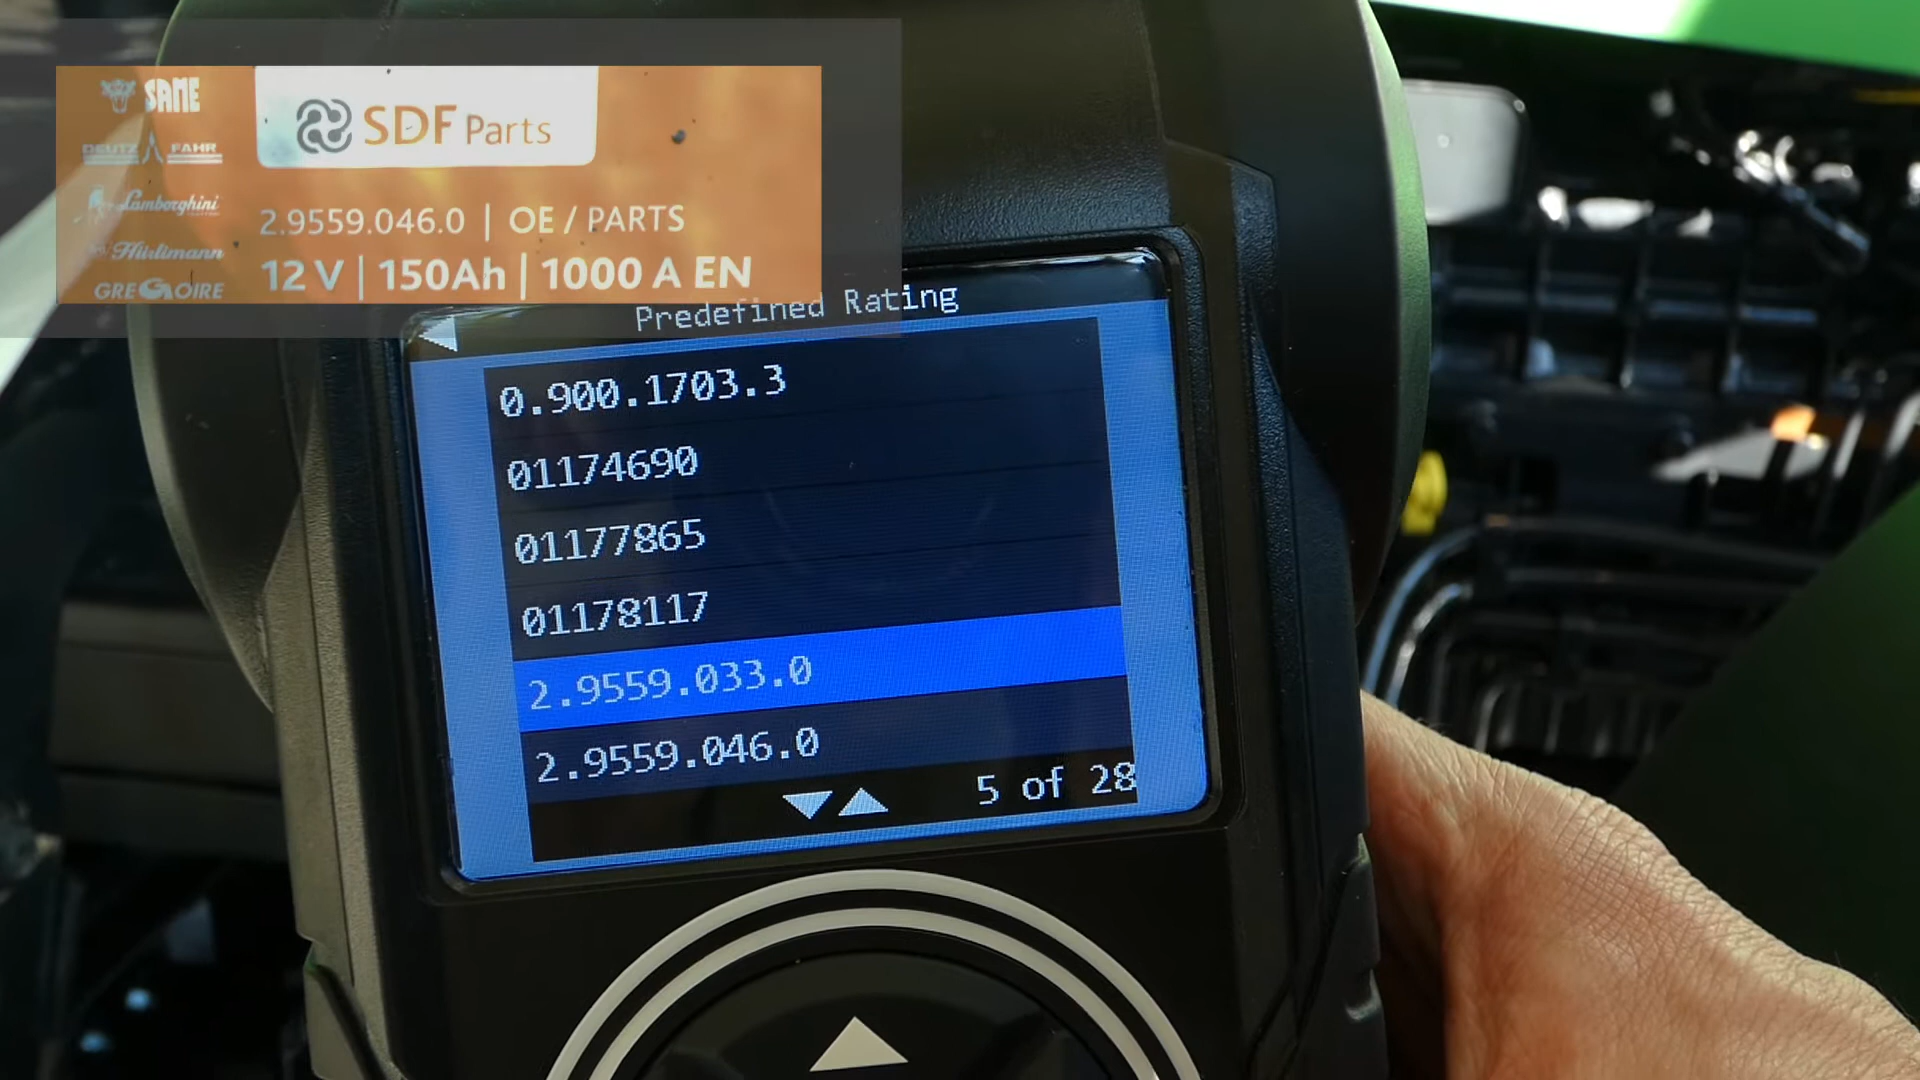 SAME
DEUTZ FAHR
Lamborghini
Hürlimann
GREGOIRE
SDF Parts
2.9559.046.0 | OE / PARTS
12 V | 150Ah | 1000 A EN
Predefined Rating
0.900.1703.3
01174690
01177865
01178117
2.9559.033.0
2.9559.046.0
5 of 28